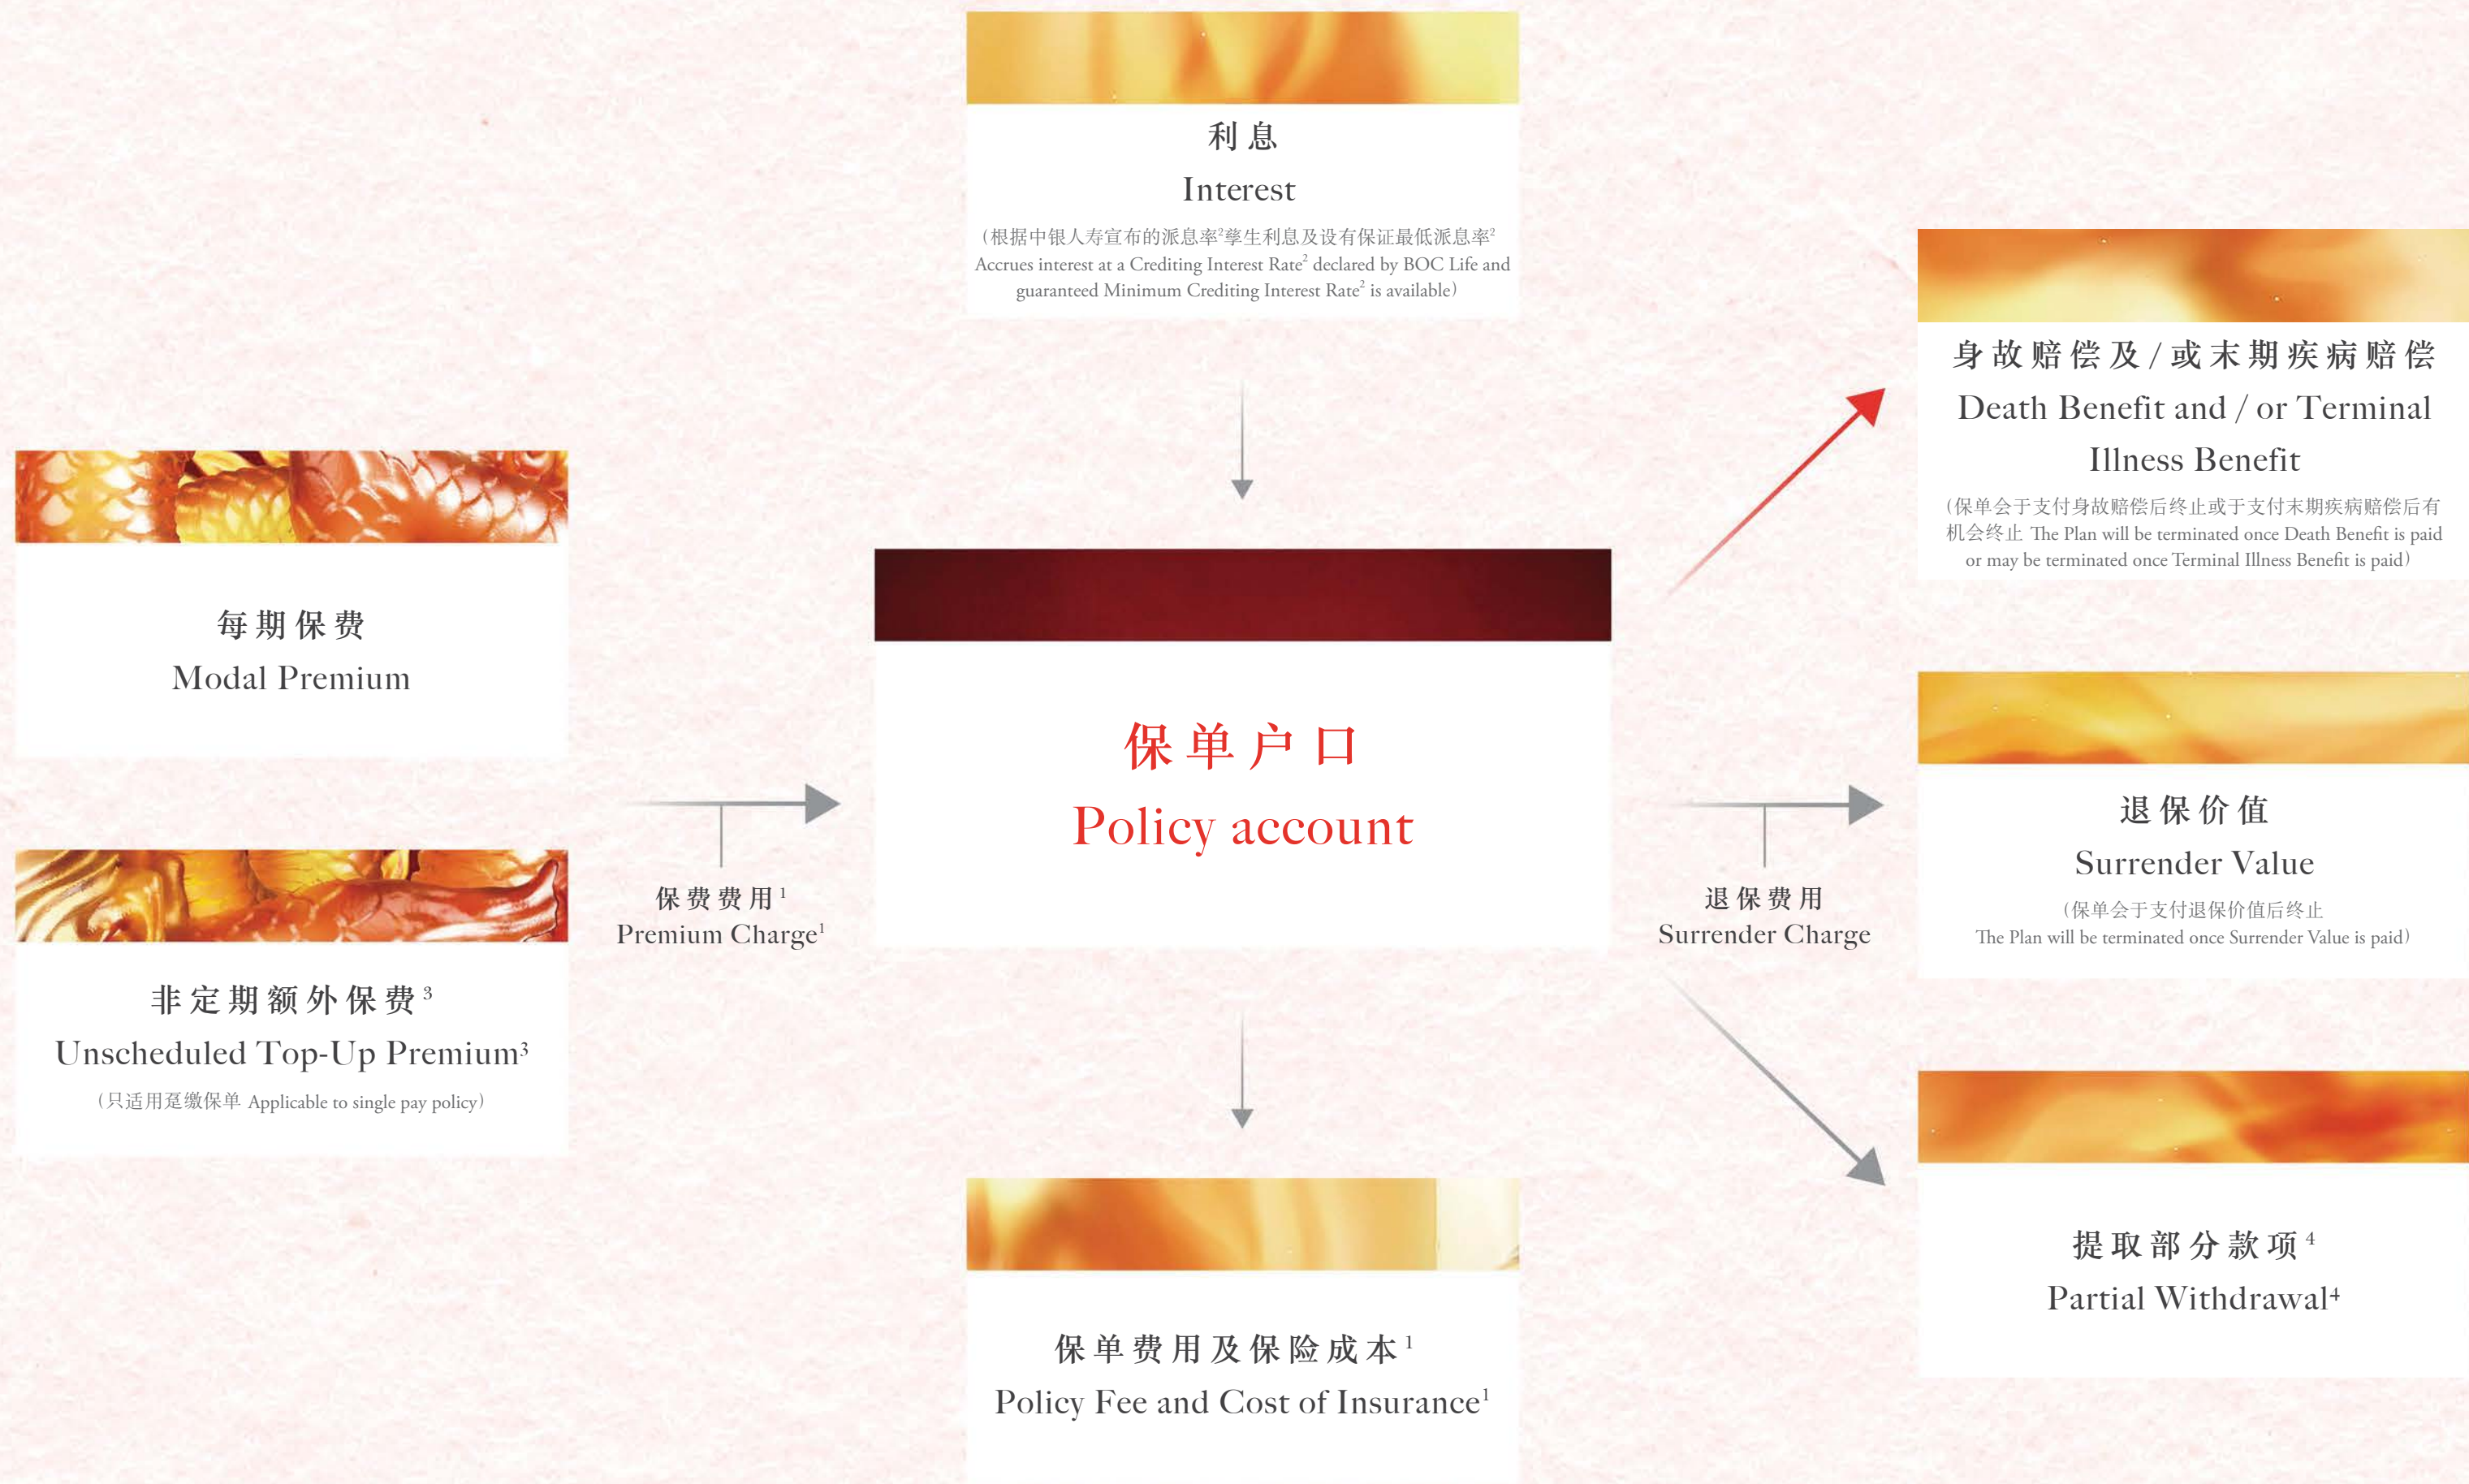 利息
Interest
(根据中银人寿宣布的派息率²孳生利息及设有保证最低派息率²
Accrues interest at a Crediting Interest Rate² declared by BOC Life and
guaranteed Minimum Crediting Interest Rate² is available)
每期保费
Modal Premium
非定期额外保费³
Unscheduled Top-Up Premium³
(只适用趸缴保单 Applicable to single pay policy)
保费费用¹
Premium Charge¹
保单户口
Policy account
保单费用及保险成本¹
Policy Fee and Cost of Insurance¹
退保费用
Surrender Charge
身故赔偿及/或末期疾病赔偿
Death Benefit and / or Terminal
Illness Benefit
(保单会于支付身故赔偿后终止或于支付末期疾病赔偿后有
机会终止 The Plan will be terminated once Death Benefit is paid
or may be terminated once Terminal Illness Benefit is paid)
退保价值
Surrender Value
(保单会于支付退保价值后终止
The Plan will be terminated once Surrender Value is paid)
提取部分款项⁴
Partial Withdrawal⁴